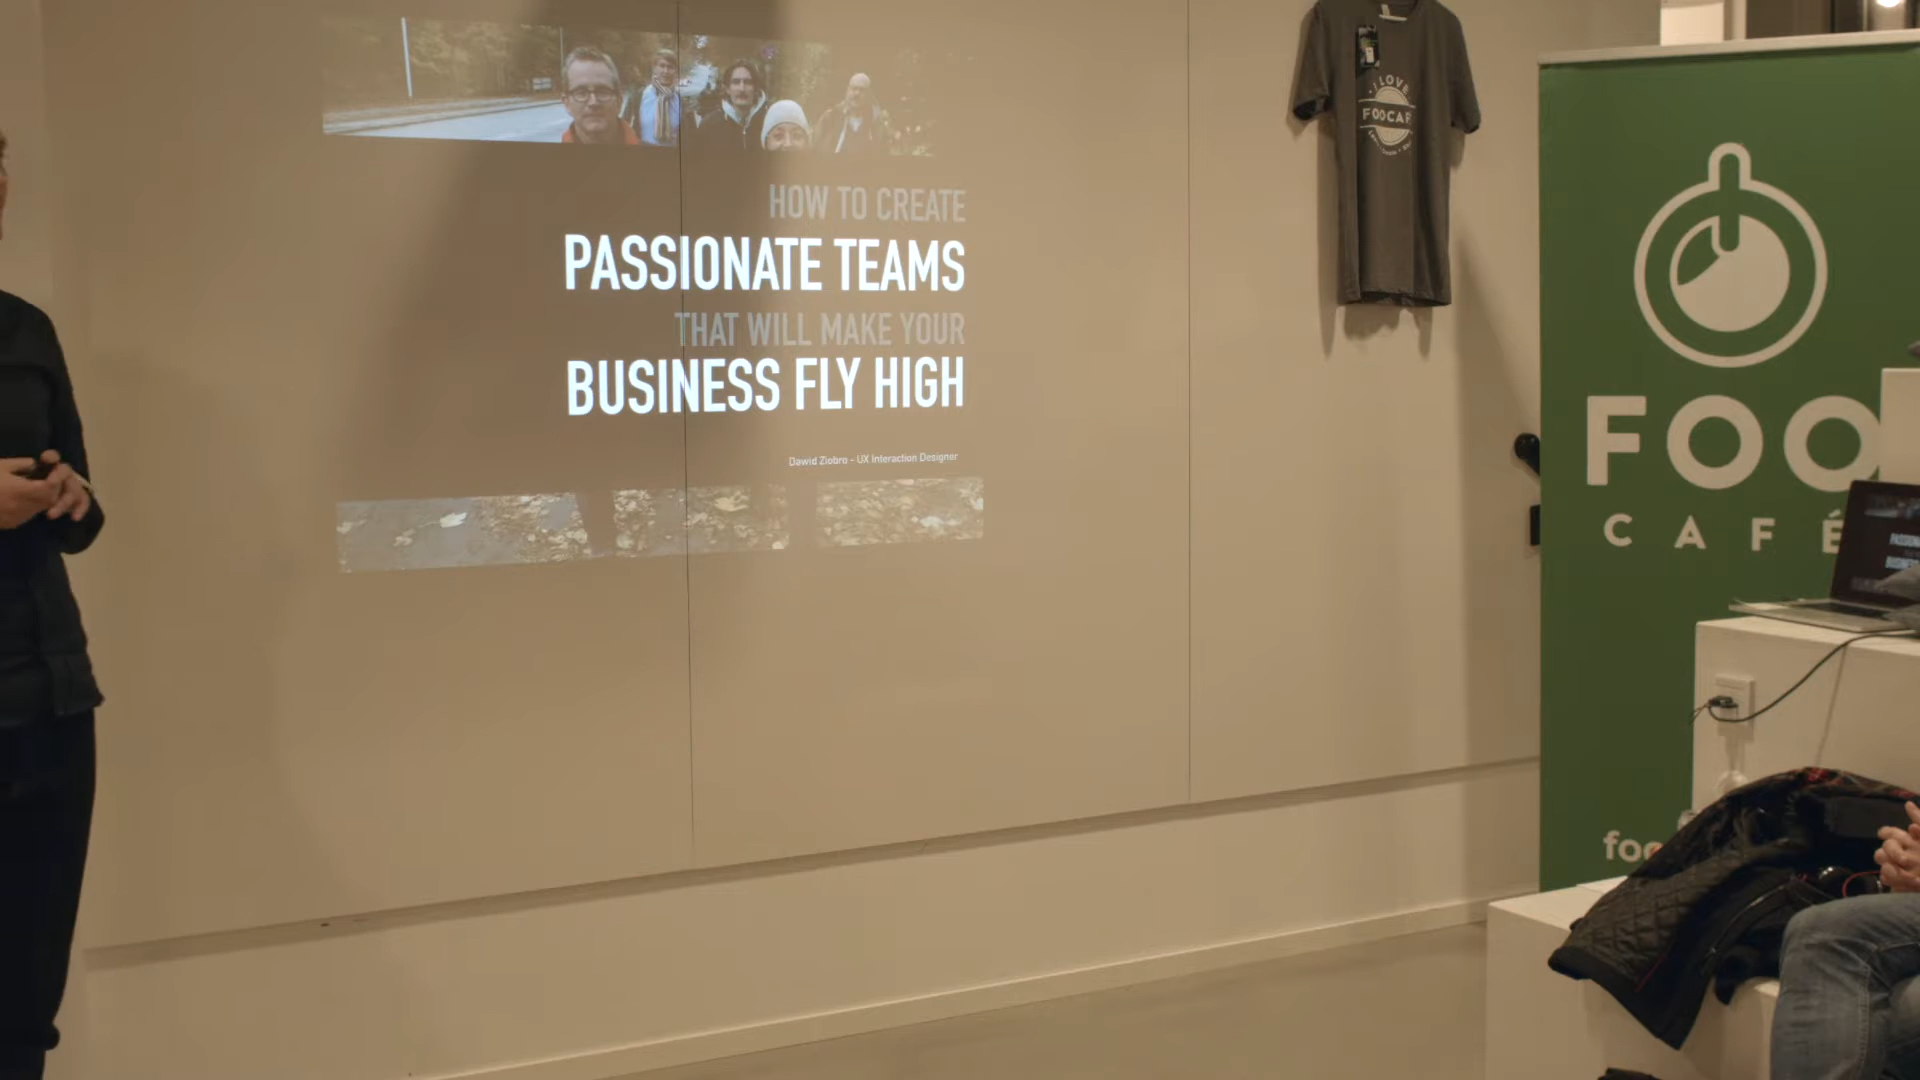 HOW TO CREATE
PASSIONATE TEAMS
THAT WILL MAKE YOUR
BUSINESS FLY HIGH
Dawid Ziobro - UX Interaction Designer
I LOVE
FOOCAF
FOO
CAFÉ
foo